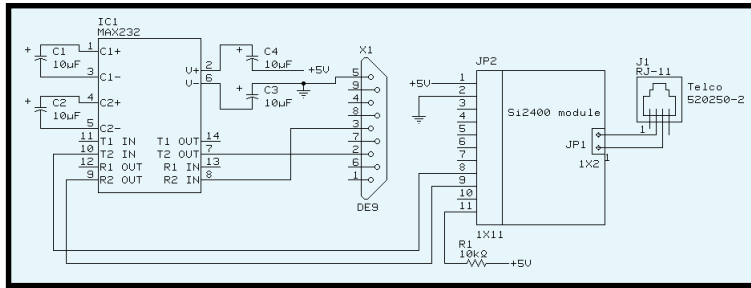 IC1
MAX232
+ C1
10µF
1 C1+
3 C1-
+ C2
10µF
4 C2+
5 C2-
11 T1 IN
10 T2 IN
12 R1 OUT
9 R2 OUT
V+ 2
V- 6
T1 OUT 14
T2 OUT 7
R1 IN 13
R2 IN 8
+ C4
10µF
+5V
+ C3
10µF
X1
5
9
4
8
3
7
2
6
1
DE9
JP2
+5V
1
2
3
4
5
6
7
8
9
10
11
1X11
Si2400 module
JP1
1X2
1
R1
10kΩ
+5V
J1
RJ-11
Telco
520250-2
1